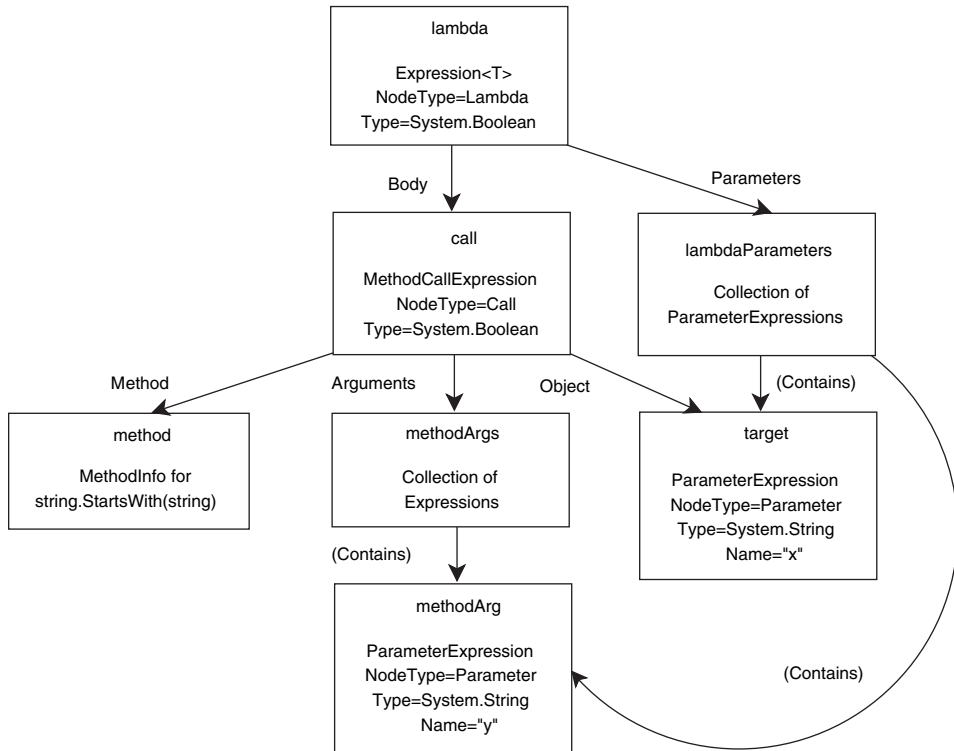 lambda
Expression<T>
NodeType=Lambda
Type=System.Boolean
Body
Parameters
call
MethodCallExpression
NodeType=Call
Type=System.Boolean
lambdaParameters
Collection of
ParameterExpressions
Method
Arguments
Object
(Contains)
method
MethodInfo for
string.StartsWith(string)
methodArgs
Collection of
Expressions
target
ParameterExpression
NodeType=Parameter
Type=System.String
Name="x"
(Contains)
methodArg
ParameterExpression
NodeType=Parameter
Type=System.String
Name="y"
(Contains)